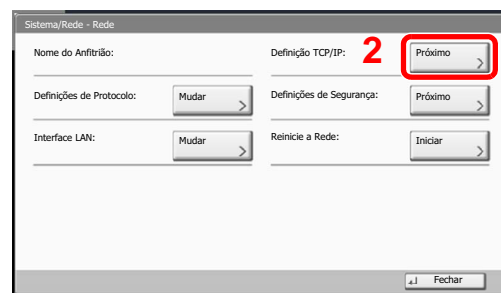 Sistema/Rede - Rede
Nome do Anfitrião:
Definição TCP/IP:
2
Próximo
Definições de Protocolo:
Mudar
Definições de Segurança:
Próximo
Interface LAN:
Mudar
Reinicie a Rede:
Iniciar
Fechar